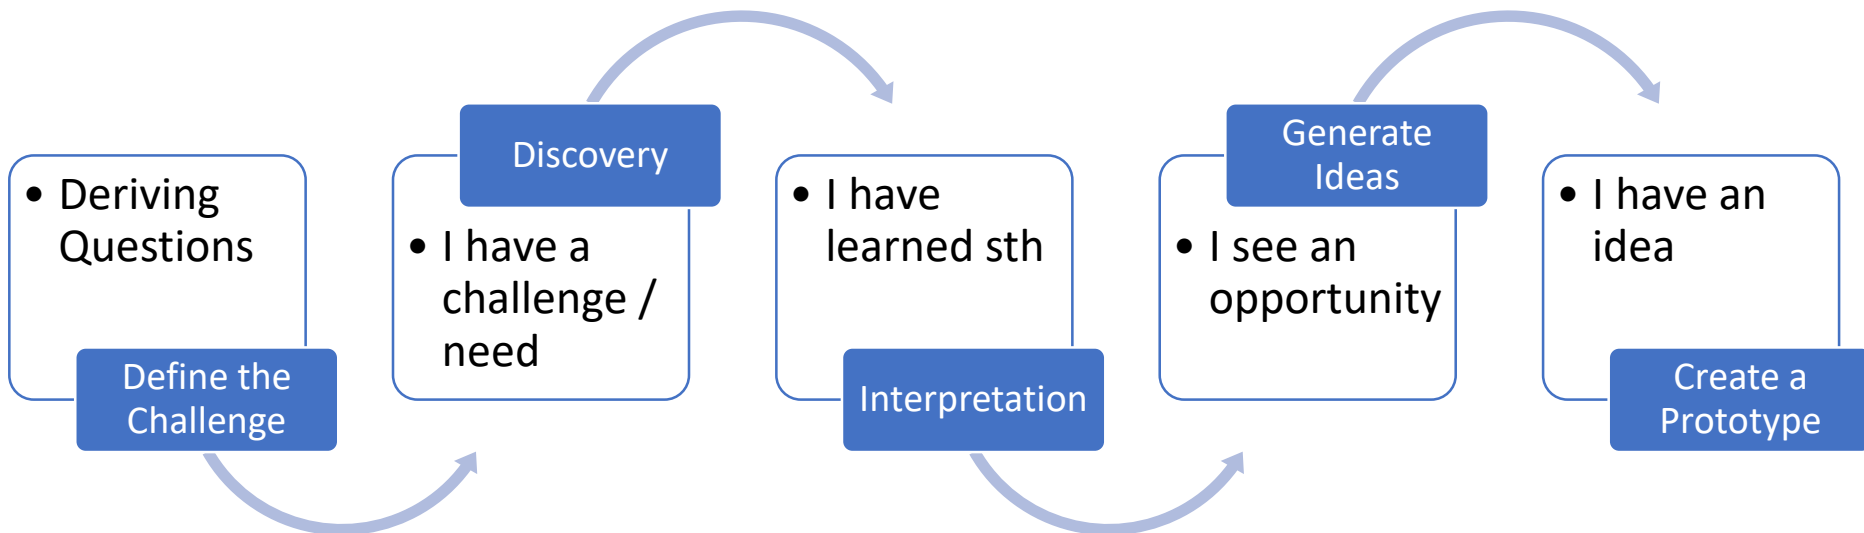 • Deriving
Questions
Define the
Challenge
Discovery
• I have a
challenge /
need
• I have
learned sth
Interpretation
Generate
Ideas
• I see an
opportunity
• I have an
idea
Create a
Prototype